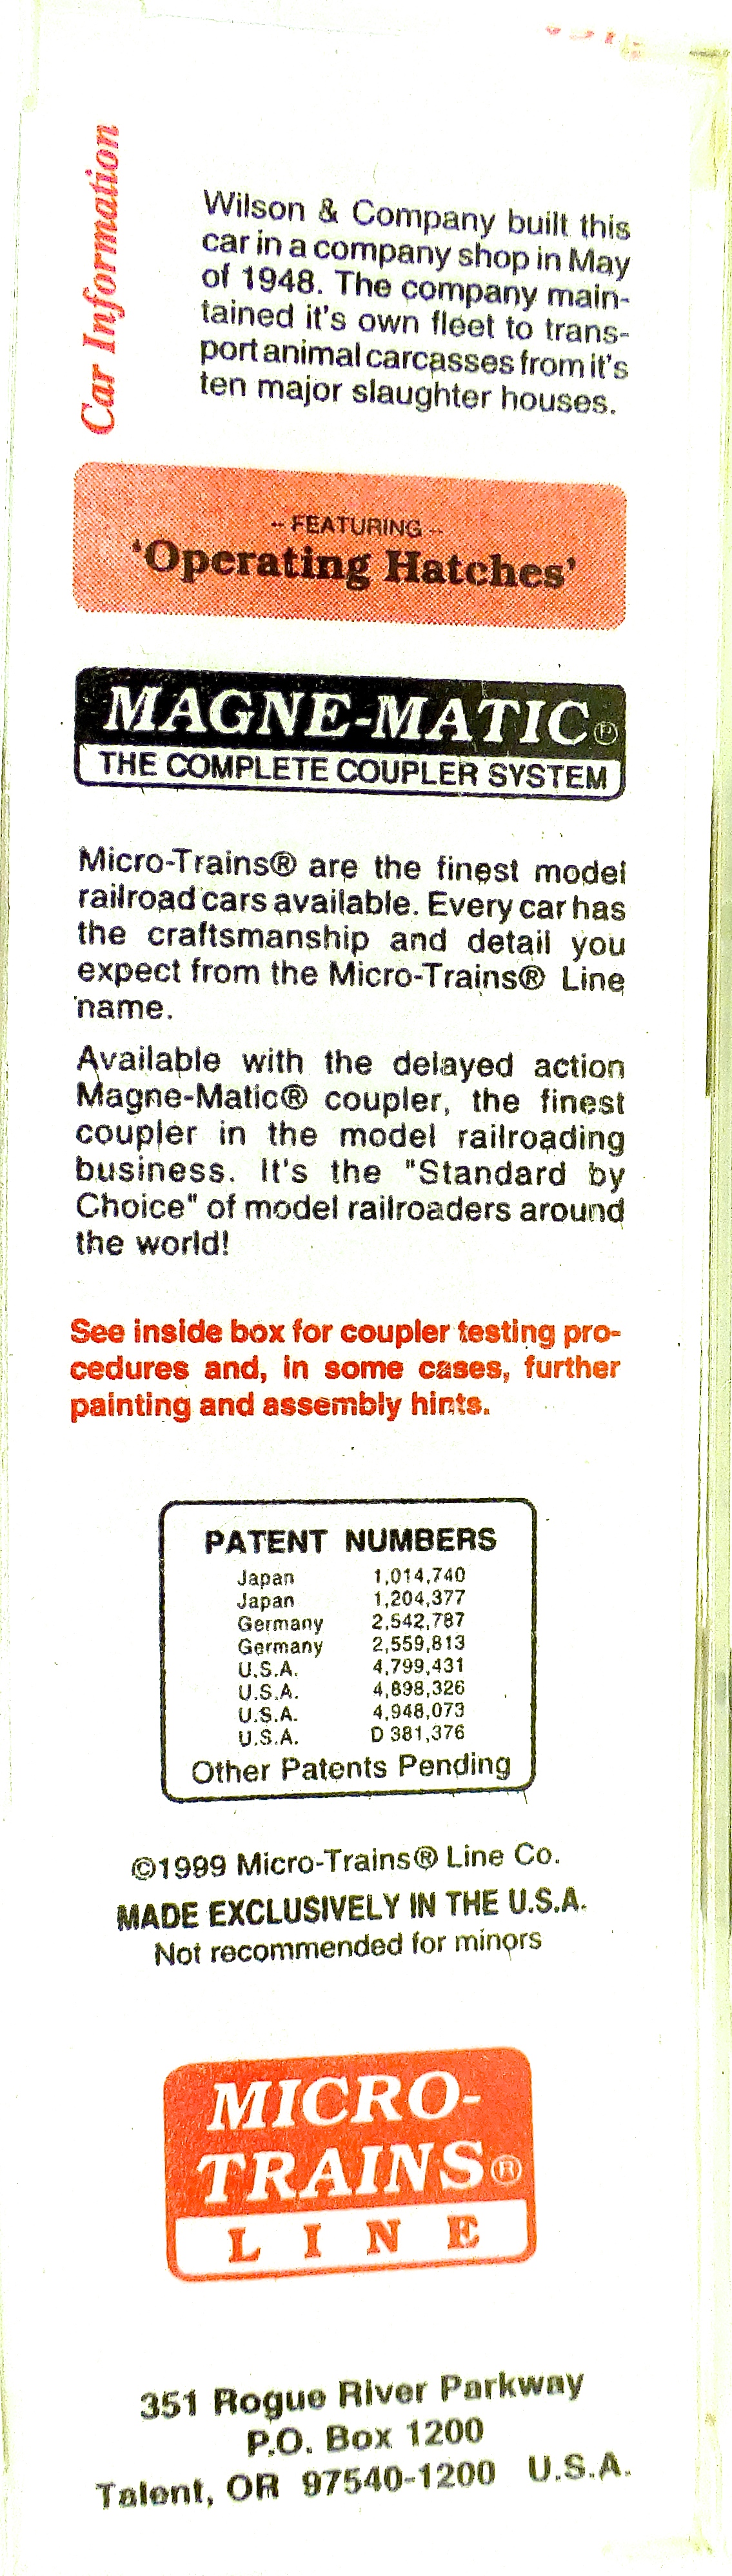 Car Information
Wilson & Company built this
car in a company shop in May
of 1948. The company main-
tained it's own fleet to trans-
port animal carcasses from it's
ten major slaughter houses.
-- FEATURING --
'Operating Hatches'
MAGNE-MATIC®
THE COMPLETE COUPLER SYSTEM
Micro-Trains® are the finest model
railroad cars available. Every car has
the craftsmanship and detail you
expect from the Micro-Trains® Line
name.
Available with the delayed action
Magne-Matic® coupler, the finest
coupler in the model railroading
business. It's the "Standard by
Choice" of model railroaders around
the world!
See inside box for coupler testing pro-
cedures and, in some cases, further
painting and assembly hints.
PATENT NUMBERS
Japan 1,014,740
Japan 1,204,377
Germany 2,542,787
Germany 2,559,813
U.S.A. 4,799,431
U.S.A. 4,898,326
U.S.A. 4,948,073
U.S.A. D 381,376
Other Patents Pending
©1999 Micro-Trains® Line Co.
MADE EXCLUSIVELY IN THE U.S.A.
Not recommended for minors
MICRO-
TRAINS®
LINE
351 Rogue River Parkway
P.O. Box 1200
Talent, OR 97540-1200 U.S.A.